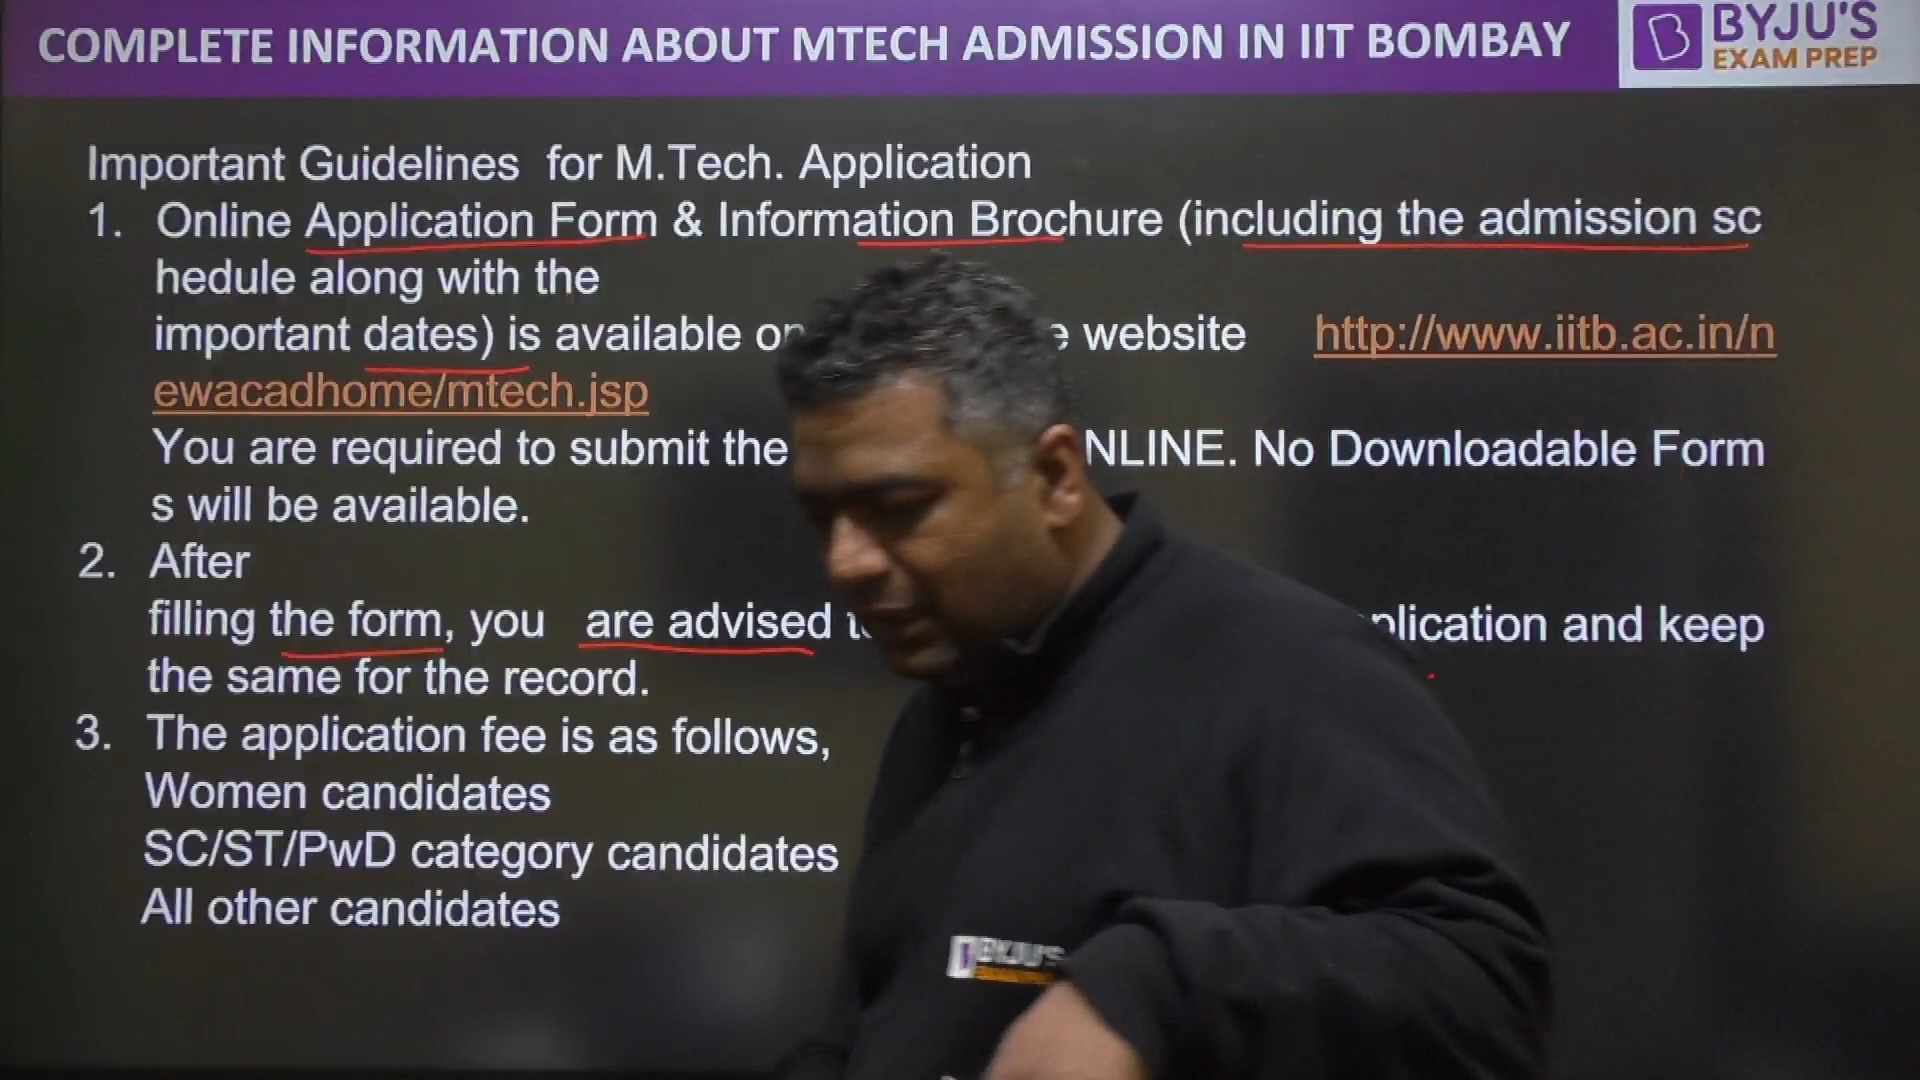 COMPLETE INFORMATION ABOUT MTECH ADMISSION IN IIT BOMBAY
BYJU'S
EXAM PREP
Important Guidelines for M.Tech. Application
1. Online Application Form & Information Brochure (including the admission sc
hedule along with the
important dates) is available website http://www.iitb.ac.in/n
ewacadhome/mtech.jsp
You are required to submit the NLINE. No Downloadable Form
s will be available.
2. After
filling the form, you are advised plication and keep
the same for the record.
3. The application fee is as follows,
Women candidates
SC/ST/PwD category candidates
All other candidates
BYJU'S